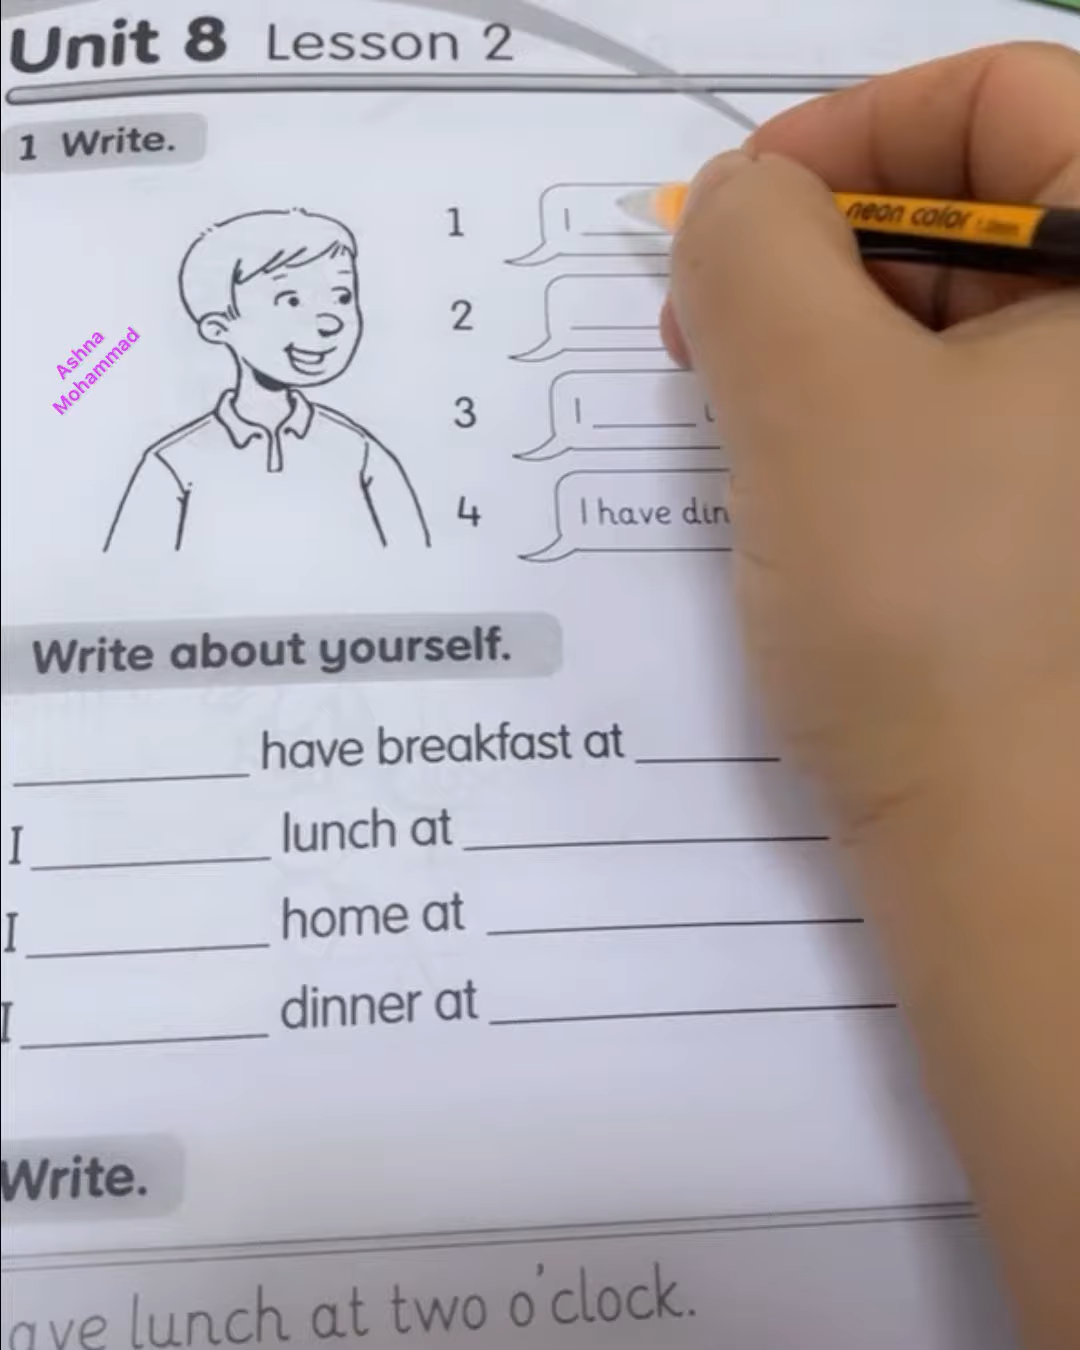 Unit 8 Lesson 2
1 Write.
1 I
2
3 I
4 I have
Ashna
Mohammad
neon color
Write about yourself.
have breakfast at
I lunch at
I home at
I dinner at
Write.
ave lunch at two o'clock.